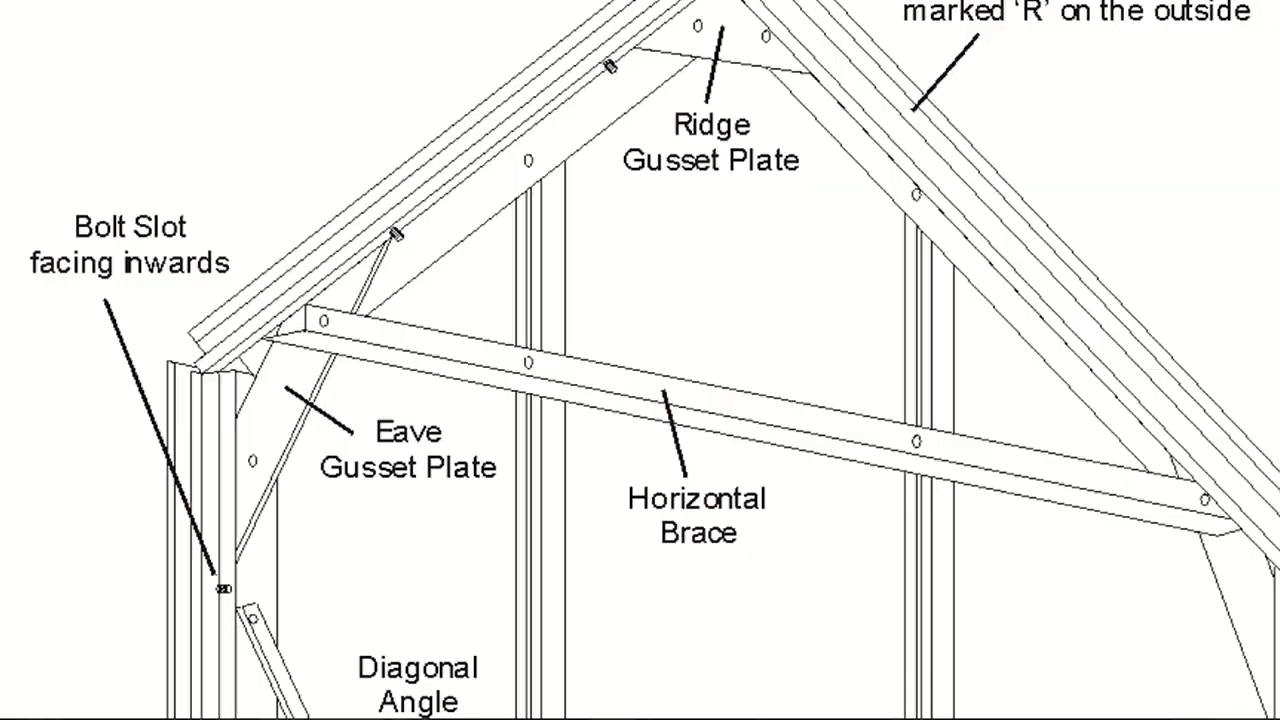 marked ‘R’ on the outside
Ridge
Gusset Plate
Bolt Slot
facing inwards
Eave
Gusset Plate
Horizontal
Brace
Diagonal
Angle